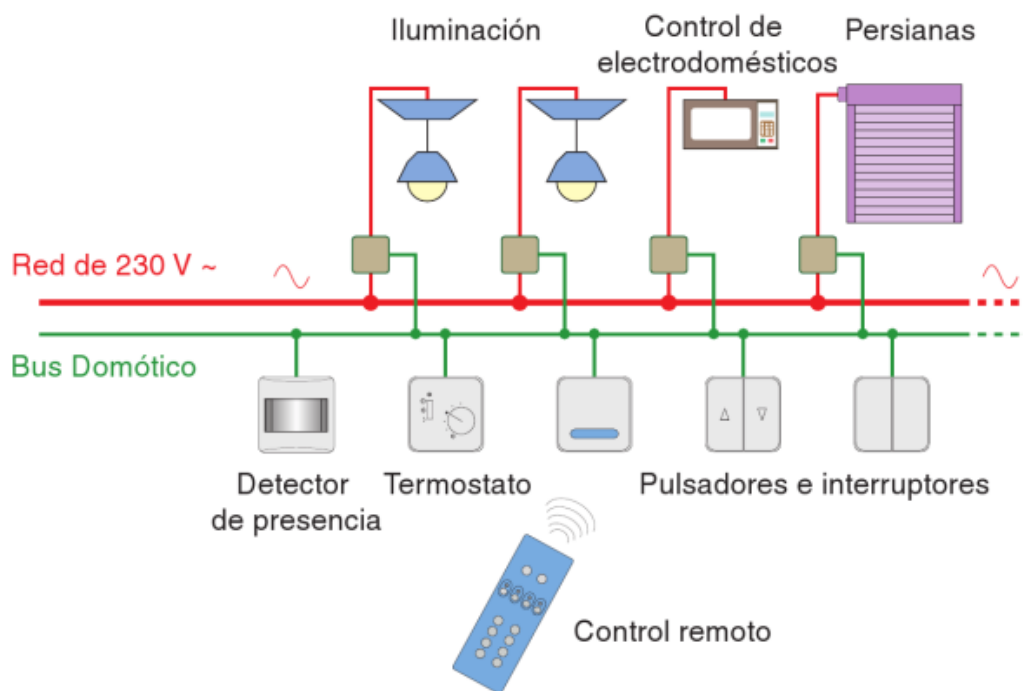 Iluminación
Control de
electrodomésticos
Persianas
Red de 230 V ~
Bus Domótico
Detector
de presencia
Termostato
Pulsadores e interruptores
Control remoto